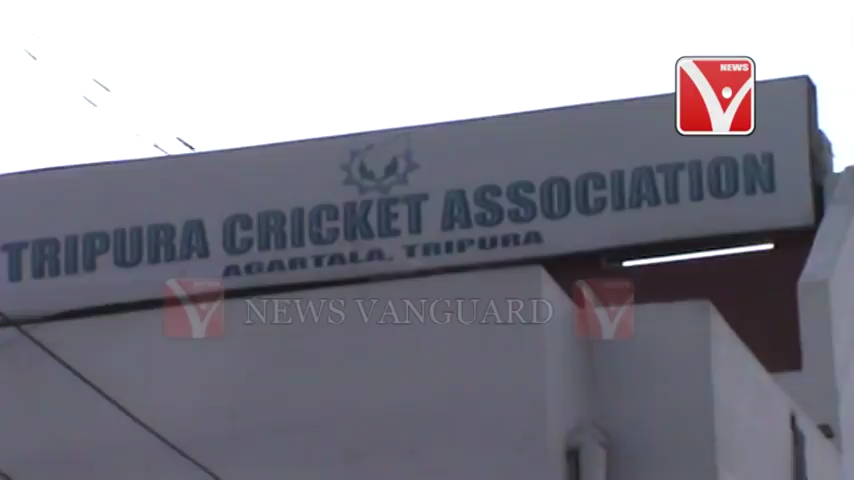 NEWS
TRIPURA CRICKET ASSOCIATION
AGARTALA, TRIPURA
NEWS VANGUARD